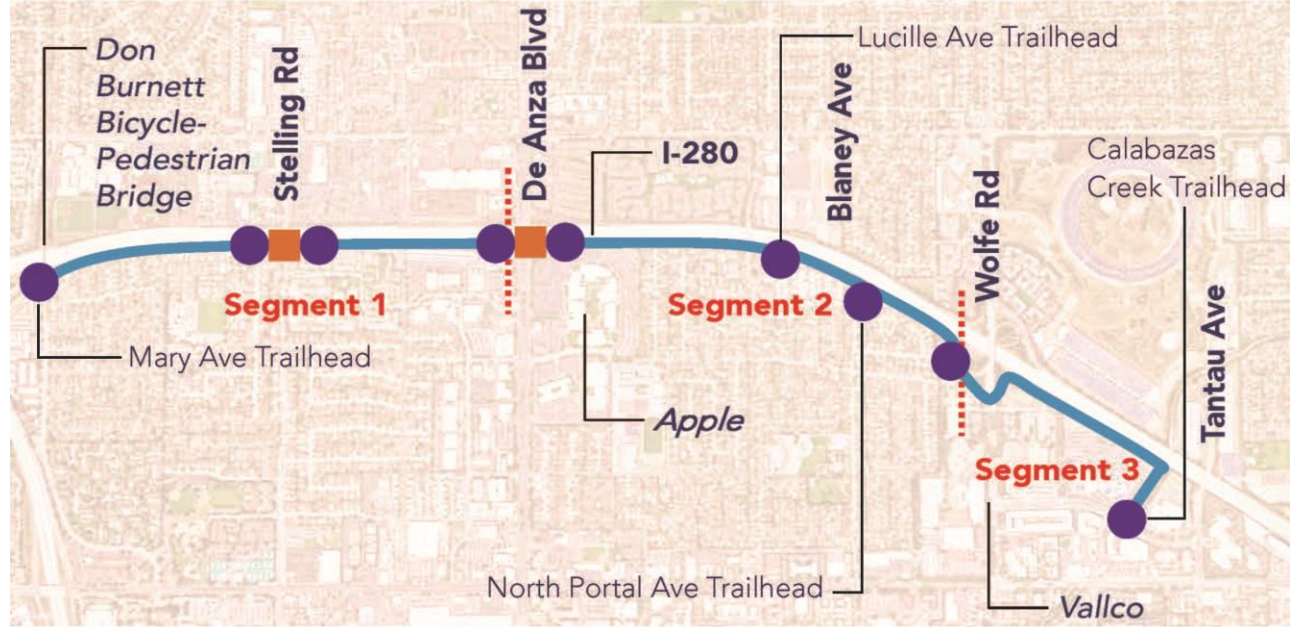 Don
Burnett
Bicycle-
Pedestrian
Bridge
Stelling Rd
De Anza Blvd
I-280
Lucille Ave Trailhead
Blaney Ave
Wolfe Rd
Calabazas
Creek Trailhead
Tantau Ave
Segment 1
Segment 2
Mary Ave Trailhead
Apple
Segment 3
North Portal Ave Trailhead
Vallco